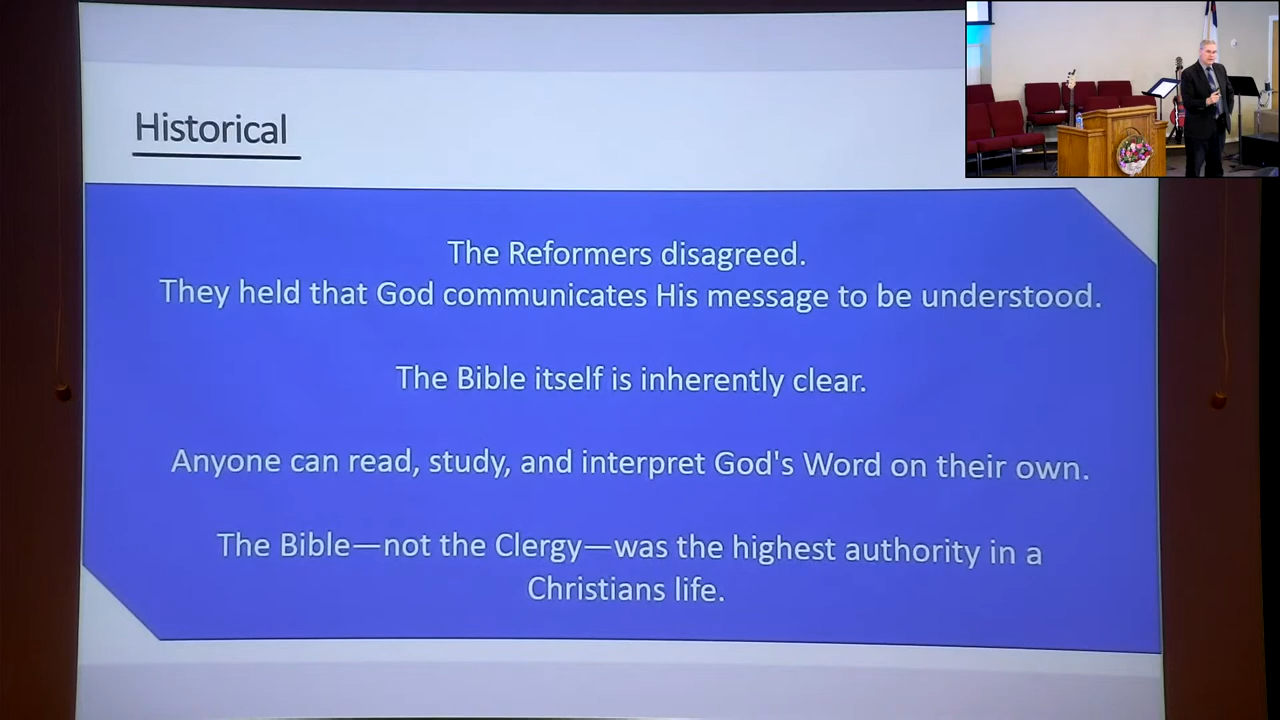 Historical
The Reformers disagreed.
They held that God communicates His message to be understood.
The Bible itself is inherently clear.
Anyone can read, study, and interpret God's Word on their own.
The Bible—not the Clergy—was the highest authority in a
Christians life.